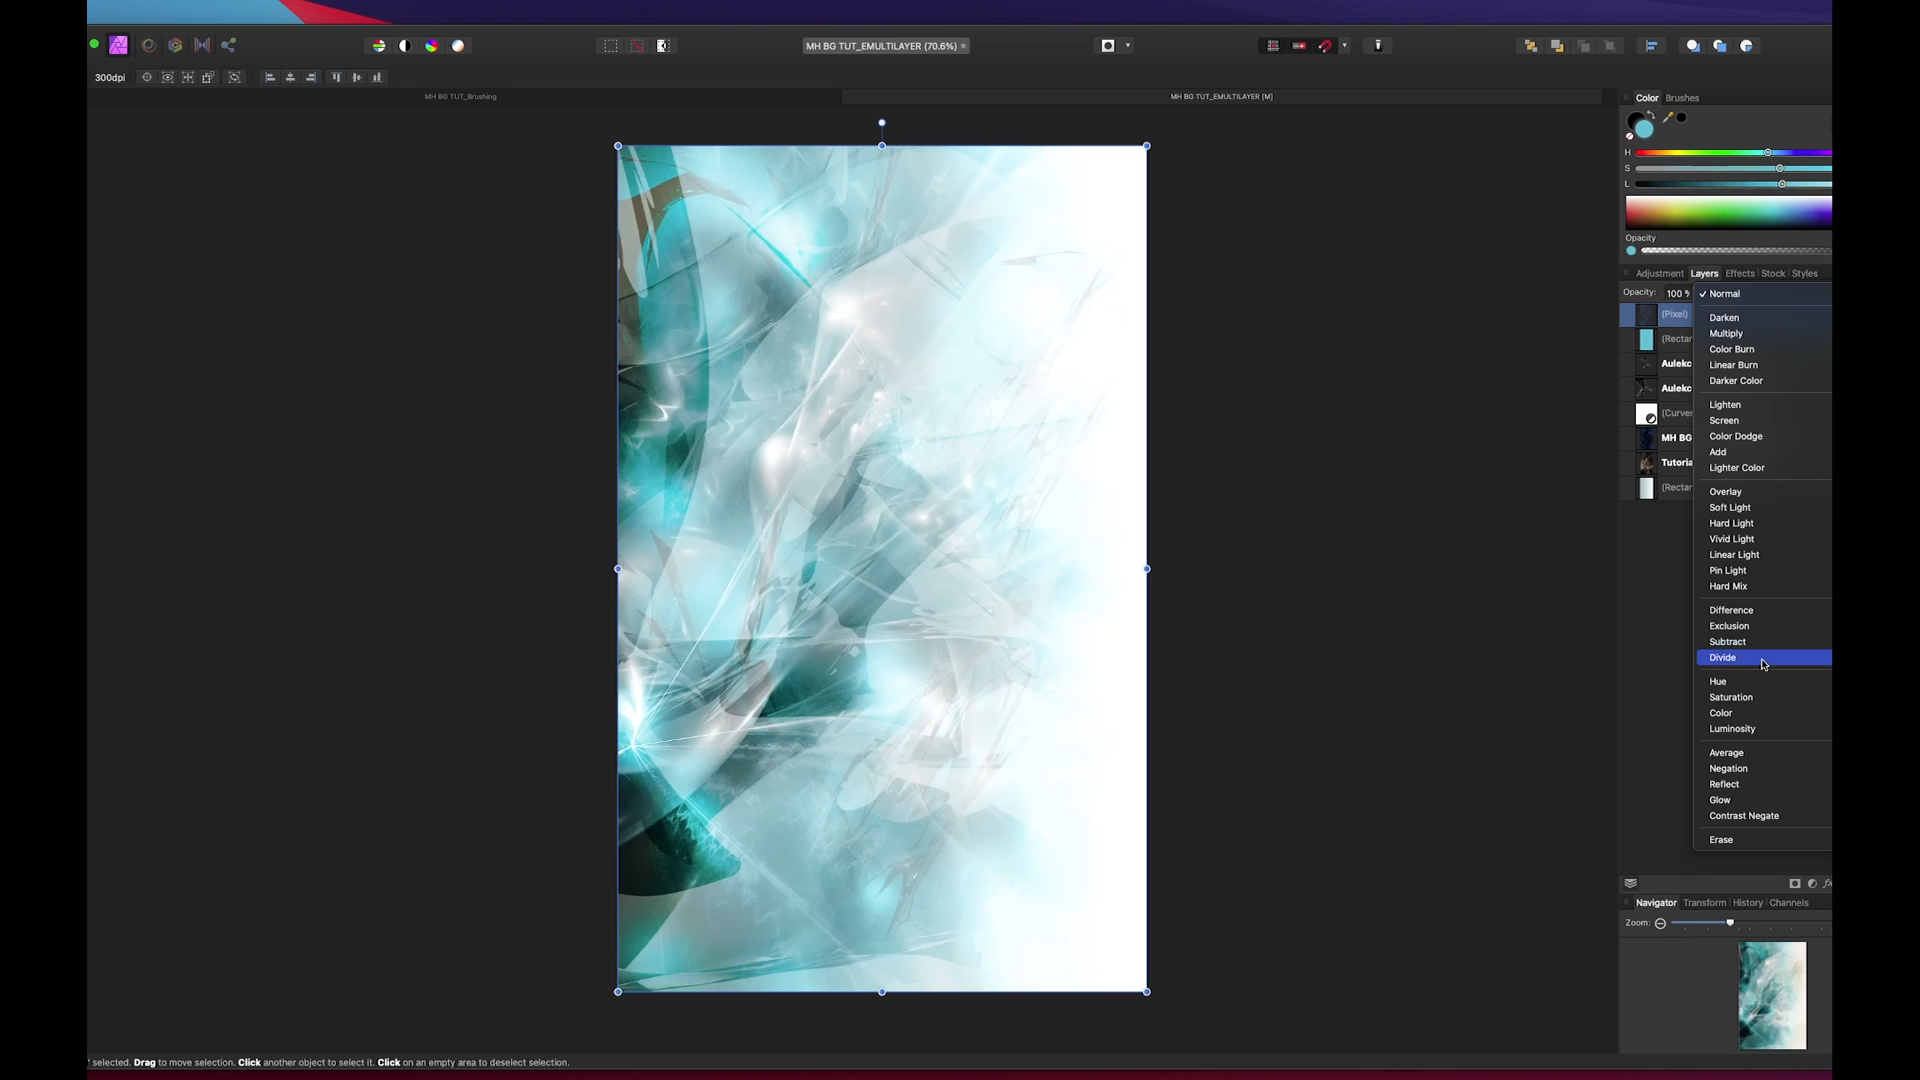 MH BG TUT_EMULTILAYER (70.6%) *
300dpi
MH BG TUT_Brushing
MH BG TUT_EMULTILAYER [M]
Color Brushes
H
S
L
Opacity
Adjustment Layers Effects Stock Styles
Opacity: 100 %
✓ Normal
(Pixel)
Darken
Multiply
(Rectan
Color Burn
Aulekc
Linear Burn
Darker Color
Aulekc
Lighten
(Curves
Screen
Color Dodge
MH BG
Add
Tutoria
Lighter Color
(Rectan
Overlay
Soft Light
Hard Light
Vivid Light
Linear Light
Pin Light
Hard Mix
Difference
Exclusion
Subtract
Divide
Hue
Saturation
Color
Luminosity
Average
Negation
Reflect
Glow
Contrast Negate
Erase
fx
Navigator Transform History Channels
Zoom:
' selected. Drag to move selection. Click another object to select it. Click on an empty area to deselect selection.